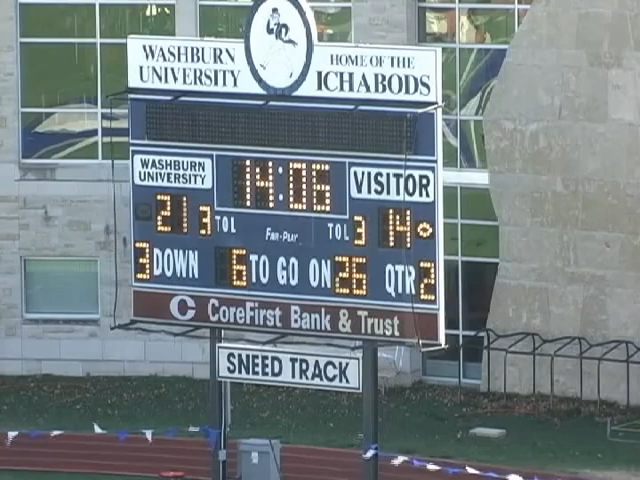 WASHBURN UNIVERSITY
HOME OF THE ICHABODS
WASHBURN UNIVERSITY
14:06
VISITOR
21 3 TOL
FAIR-PLAY
TOL 3 14
3 DOWN 6 TO GO ON 26 QTR 2
C CoreFirst Bank & Trust
SNEED TRACK